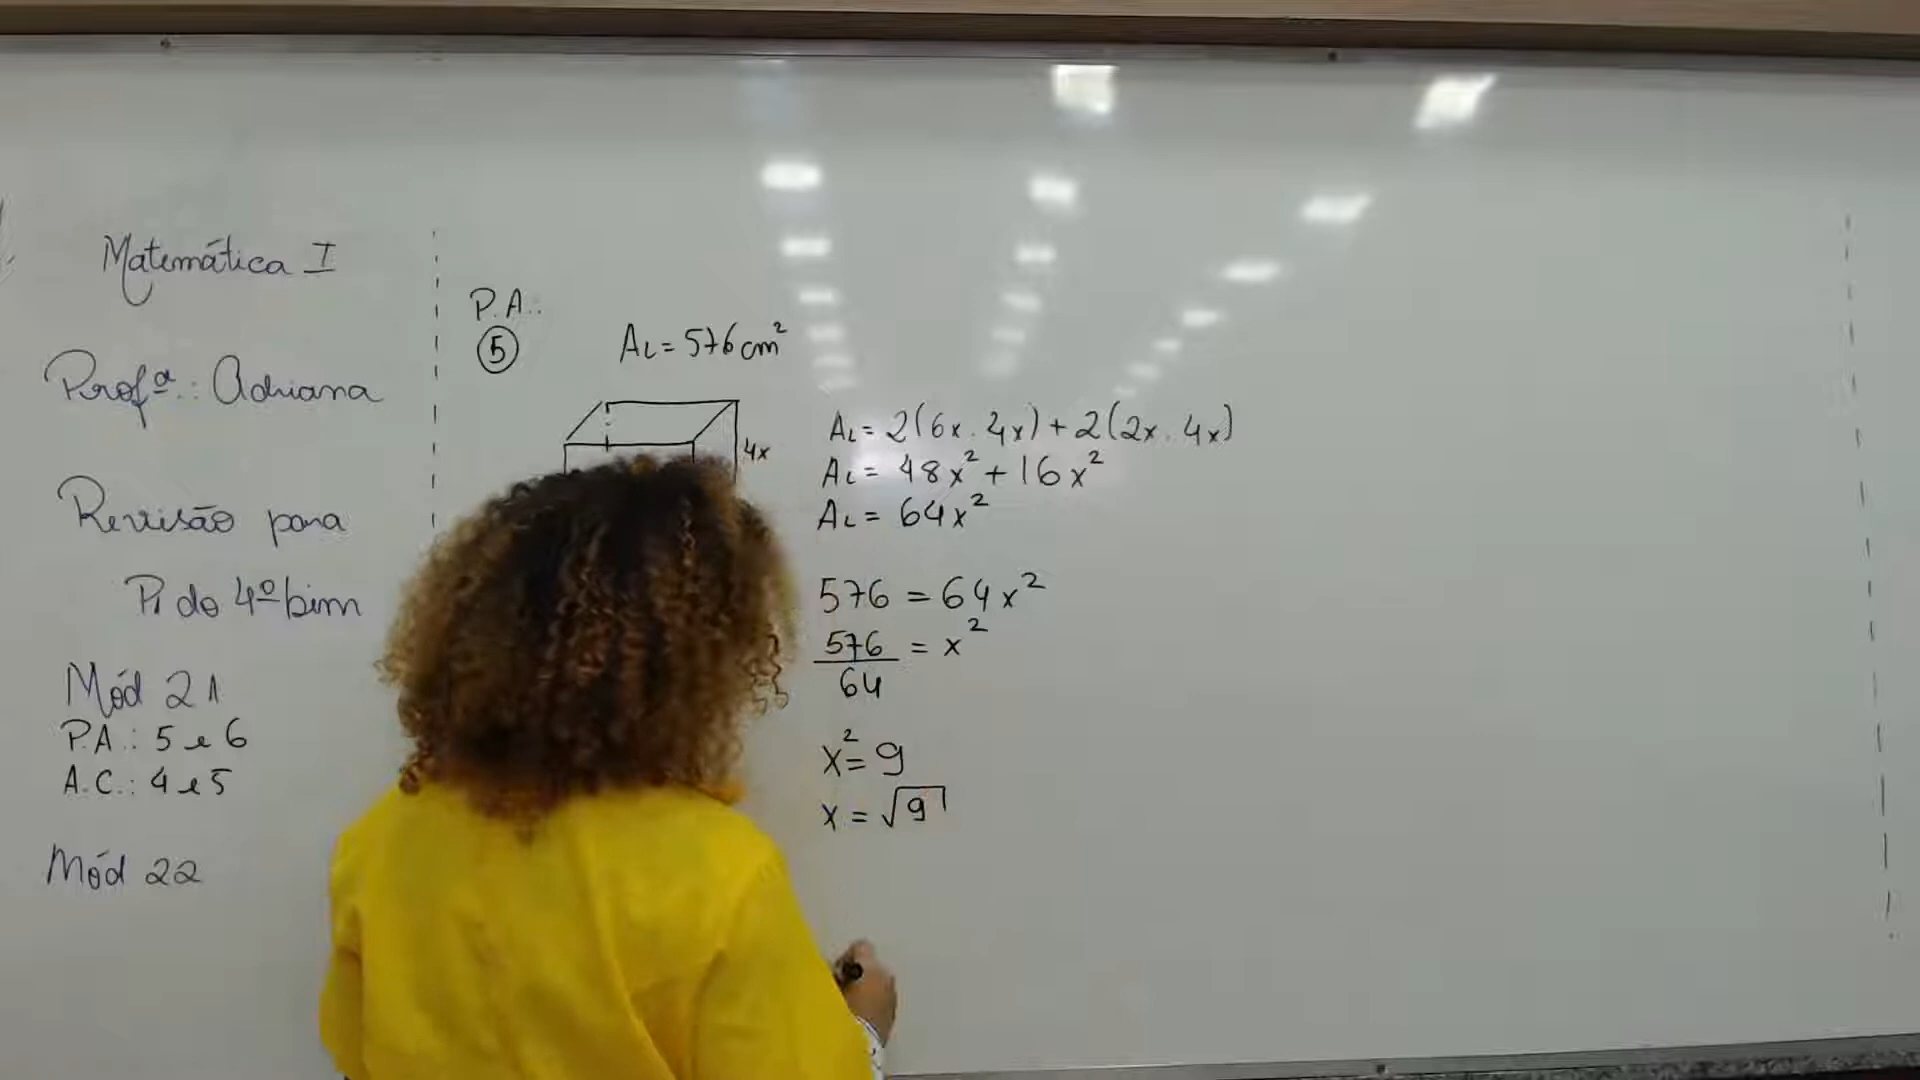 Matemática I
Profª.: Adriana
Revisão para
P1 do 4º bim
Mód 21
P.A.: 5 e 6
A.C.: 4 e 5
Mód 22
P.A.:
5
AL = 576 cm²
4x
AL = 2(6x . 4x) + 2(2x . 4x)
AL = 48x² + 16x²
AL = 64x²
576 = 64x²
576/64 = x²
x² = 9
x = √9